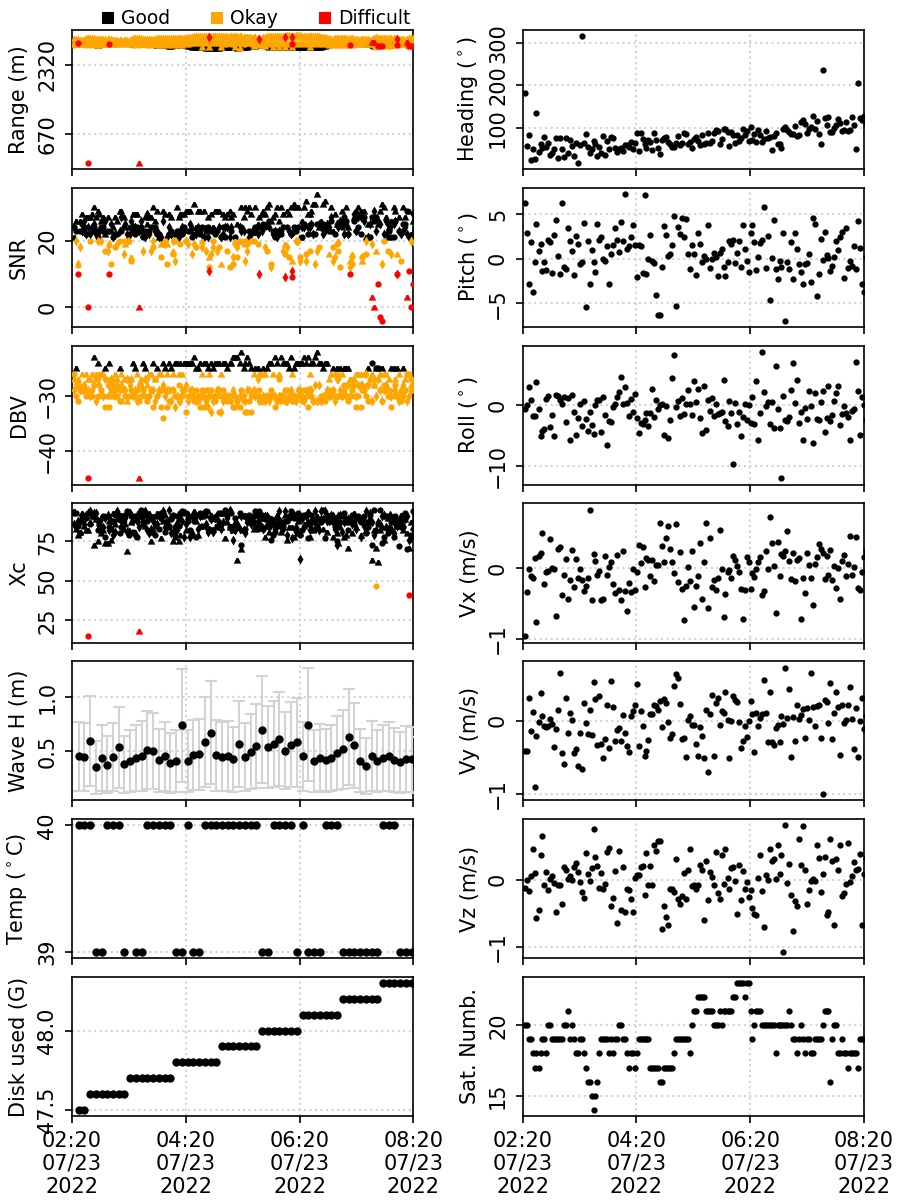 Good Okay Difficult
Range (m)
2320
670
Heading (°)
300
200
100
SNR
20
0
Pitch (°)
5
0
−5
DBV
−30
−40
Roll (°)
0
−10
Xc
75
50
25
Vx (m/s)
0
−1
Wave H (m)
1.0
0.5
Vy (m/s)
0
−1
Temp (°C)
40
39
Vz (m/s)
0
−1
Disk used (G)
48.0
47.5
Sat. Numb.
20
15
02:20 04:20 06:20 08:20 02:20 04:20 06:20 08:20
07/23 07/23 07/23 07/23 07/23 07/23 07/23 07/23
2022 2022 2022 2022 2022 2022 2022 2022